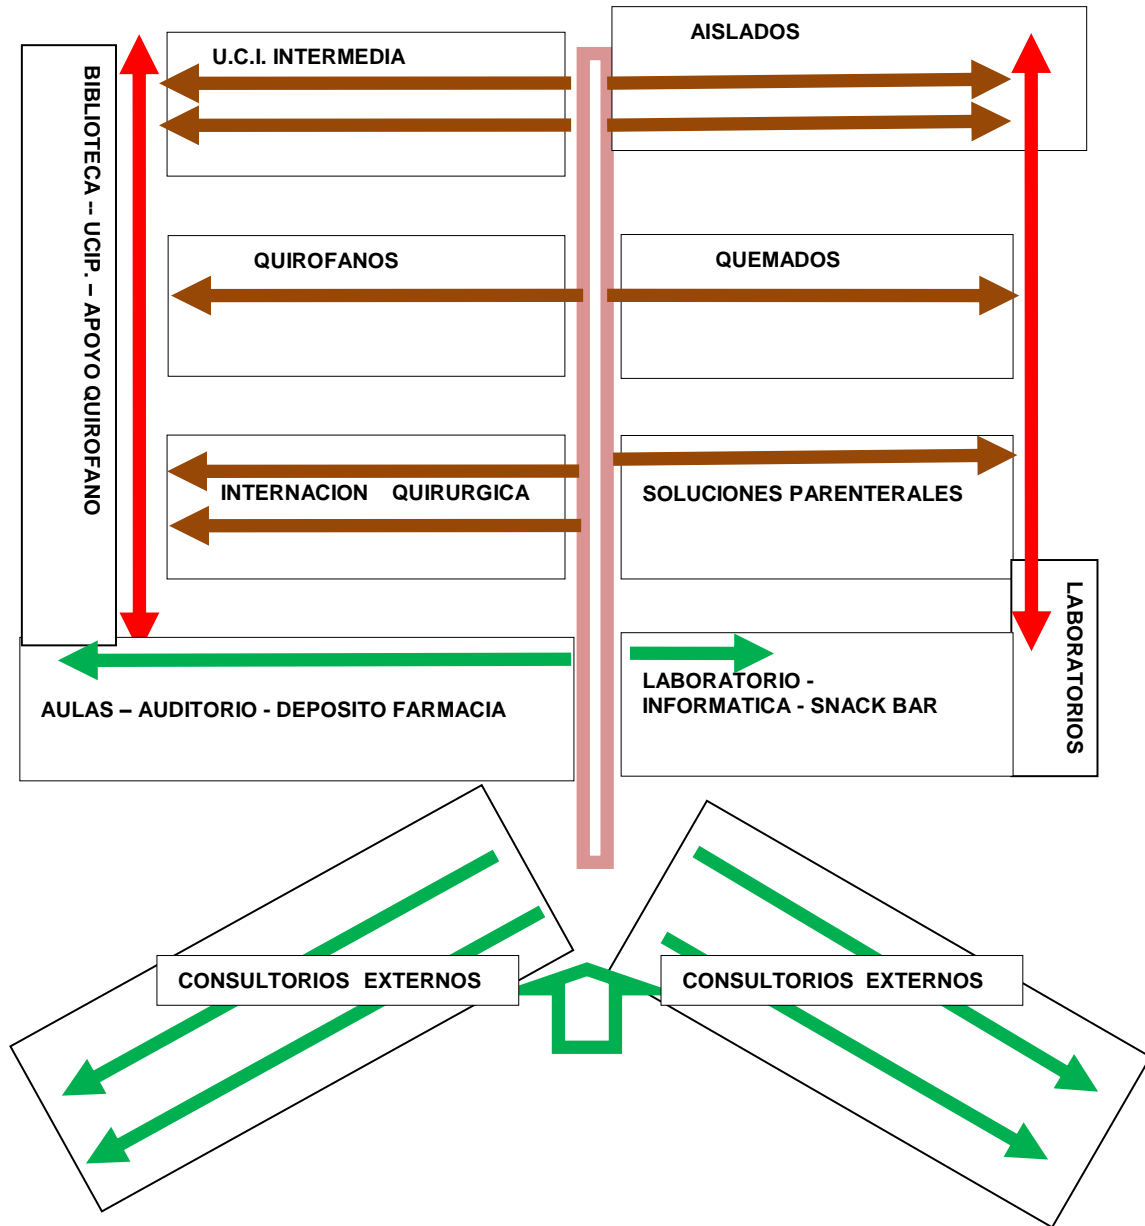 U.C.I. INTERMEDIA
AISLADOS
BIBLIOTECA -- UCIP. – APOYO QUIROFANO
QUIROFANOS
QUEMADOS
INTERNACION QUIRURGICA
SOLUCIONES PARENTERALES
LABORATORIOS
AULAS – AUDITORIO - DEPOSITO FARMACIA
LABORATORIO -
INFORMATICA - SNACK BAR
CONSULTORIOS EXTERNOS
CONSULTORIOS EXTERNOS